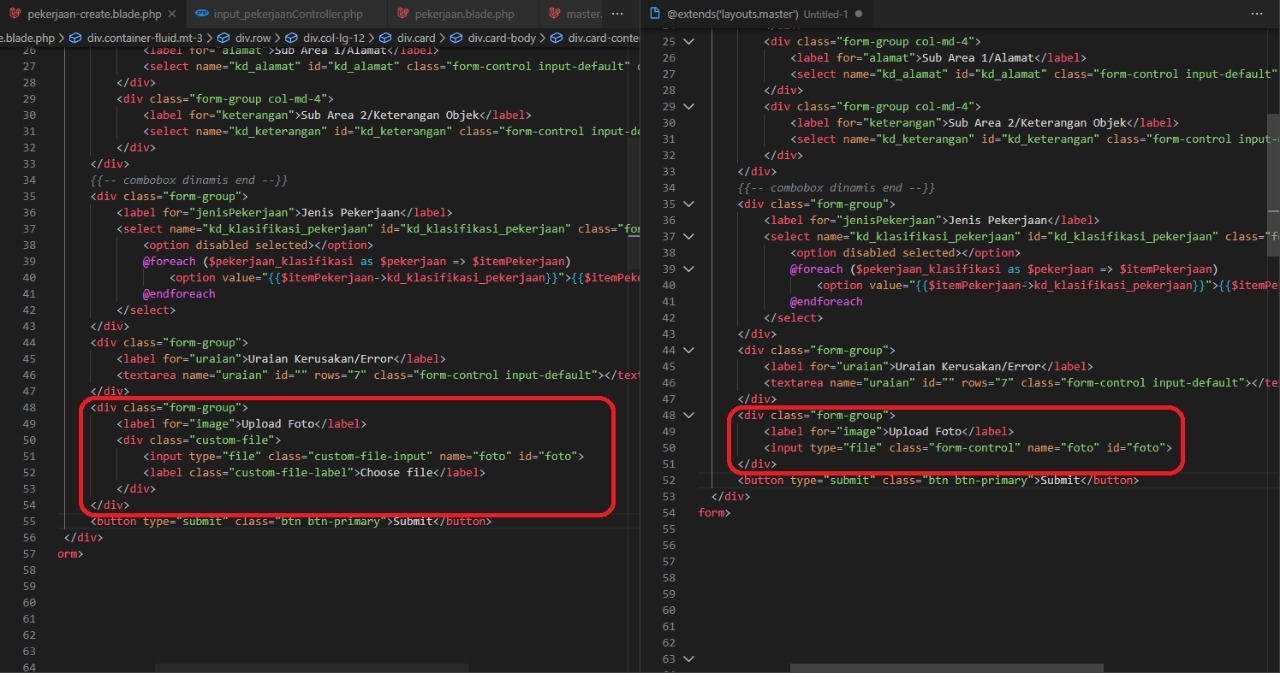 pekerjaan-create.blade.php
input_pekerjaanController.php
pekerjaan.blade.php
master.
e.blade.php > div.container-fluid.mt-3 > div.row > div.col-lg-12 > div.card > div.card-body > div.card-conte
26 <label for="alamat">Sub Area 1/Alamat</label>
27 <select name="kd_alamat" id="kd_alamat" class="form-control input-default"
28 </div>
29 <div class="form-group col-md-4">
30 <label for="keterangan">Sub Area 2/Keterangan Objek</label>
31 <select name="kd_keterangan" id="kd_keterangan" class="form-control input-de
32 </div>
33 </div>
34 {{-- combobox dinamis end --}}
35 <div class="form-group">
36 <label for="jenisPekerjaan">Jenis Pekerjaan</label>
37 <select name="kd_klasifikasi_pekerjaan" id="kd_klasifikasi_pekerjaan" class="for
38 <option disabled selected></option>
39 @foreach ($pekerjaan_klasifikasi as $pekerjaan => $itemPekerjaan)
40 <option value="{{$itemPekerjaan->kd_klasifikasi_pekerjaan}}">{{$itemPeke
41 @endforeach
42 </select>
43 </div>
44 <div class="form-group">
45 <label for="uraian">Uraian Kerusakan/Error</label>
46 <textarea name="uraian" id="" rows="7" class="form-control input-default"></text
47 </div>
48 <div class="form-group">
49 <label for="image">Upload Foto</label>
50 <div class="custom-file">
51 <input type="file" class="custom-file-input" name="foto" id="foto">
52 <label class="custom-file-label">Choose file</label>
53 </div>
54 </div>
55 <button type="submit" class="btn btn-primary">Submit</button>
56 </div>
57 orm>
58
59
60
61
62
63
64
@extends('layouts.master') Untitled-1
25 <div class="form-group col-md-4">
26 <label for="alamat">Sub Area 1/Alamat</label>
27 <select name="kd_alamat" id="kd_alamat" class="form-control input-default"
28 </div>
29 <div class="form-group col-md-4">
30 <label for="keterangan">Sub Area 2/Keterangan Objek</label>
31 <select name="kd_keterangan" id="kd_keterangan" class="form-control input-
32 </div>
33 </div>
34 {{-- combobox dinamis end --}}
35 <div class="form-group">
36 <label for="jenisPekerjaan">Jenis Pekerjaan</label>
37 <select name="kd_klasifikasi_pekerjaan" id="kd_klasifikasi_pekerjaan" class="f
38 <option disabled selected></option>
39 @foreach ($pekerjaan_klasifikasi as $pekerjaan => $itemPekerjaan)
40 <option value="{{$itemPekerjaan->kd_klasifikasi_pekerjaan}}">{{$itemPe
41 @endforeach
42 </select>
43 </div>
44 <div class="form-group">
45 <label for="uraian">Uraian Kerusakan/Error</label>
46 <textarea name="uraian" id="" rows="7" class="form-control input-default"></te
47 </div>
48 <div class="form-group">
49 <label for="image">Upload Foto</label>
50 <input type="file" class="form-control" name="foto" id="foto">
51 </div>
52 <button type="submit" class="btn btn-primary">Submit</button>
53 </div>
54 form>
55
56
57
58
59
60
61
62
63